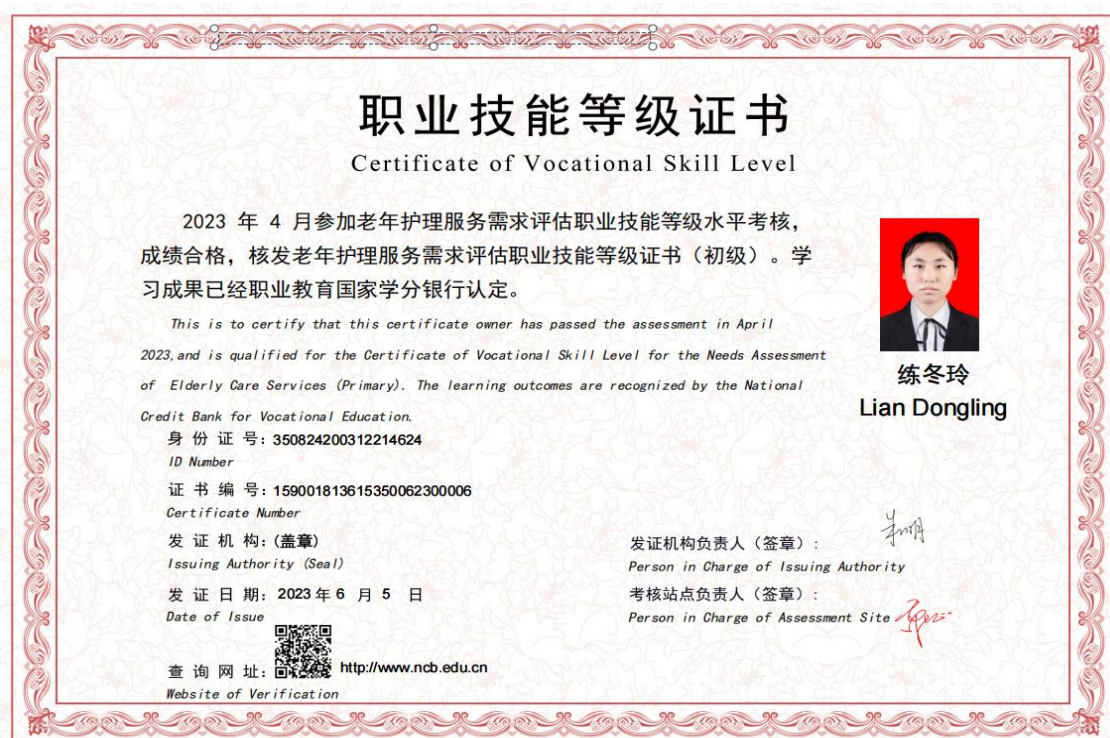 职业技能等级证书
Certificate of Vocational Skill Level
2023 年 4 月参加老年护理服务需求评估职业技能等级水平考核，
成绩合格，核发老年护理服务需求评估职业技能等级证书（初级）。学
习成果已经职业教育国家学分银行认定。
This is to certify that this certificate owner has passed the assessment in April
2023,and is qualified for the Certificate of Vocational Skill Level for the Needs Assessment
of Elderly Care Services (Primary). The learning outcomes are recognized by the National
Credit Bank for Vocational Education.
练冬玲
Lian Dongling
身 份 证 号：350824200312214624
ID Number
证 书 编 号：159001813615350062300006
Certificate Number
发 证 机 构：(盖章)
Issuing Authority (Seal)
发 证 日 期：2023 年 6 月 5 日
Date of Issue
查 询 网 址：http://www.ncb.edu.cn
Website of Verification
发证机构负责人（签章）：
Person in Charge of Issuing Authority
考核站点负责人（签章）：
Person in Charge of Assessment Site